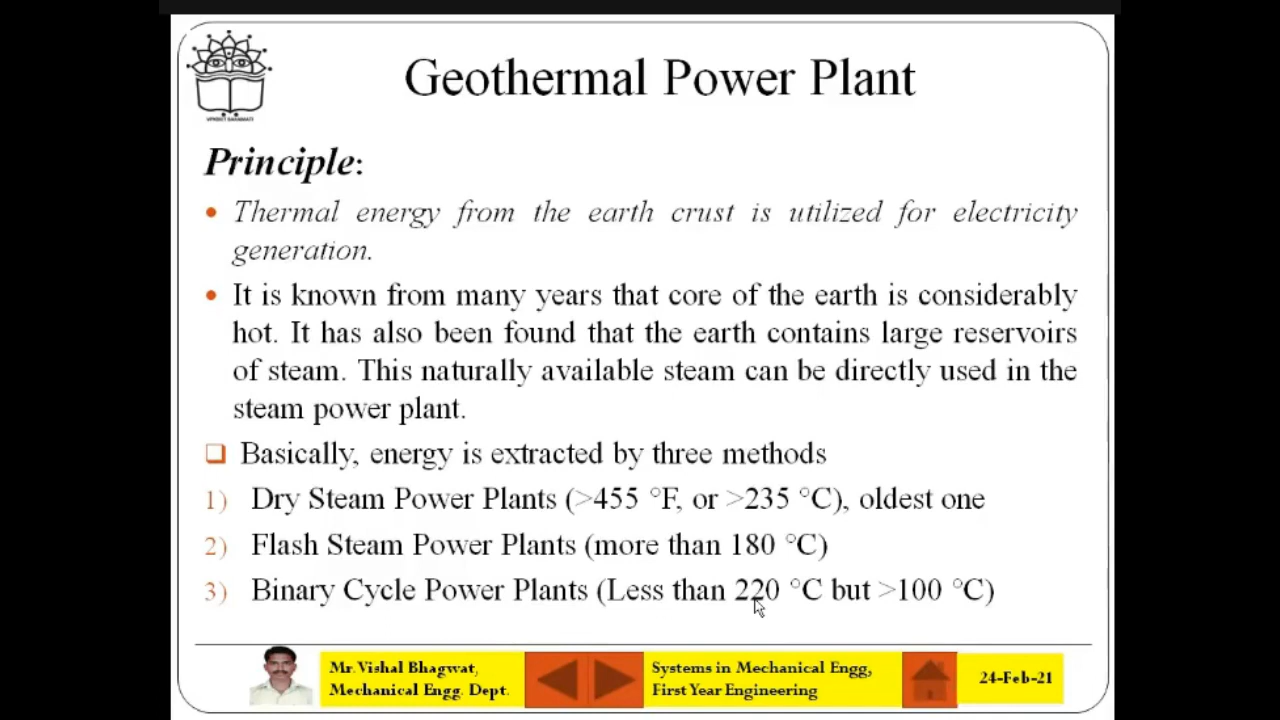 Geothermal Power Plant
Principle:
• Thermal energy from the earth crust is utilized for electricity
generation.
• It is known from many years that core of the earth is considerably
hot. It has also been found that the earth contains large reservoirs
of steam. This naturally available steam can be directly used in the
steam power plant.
❑ Basically, energy is extracted by three methods
1) Dry Steam Power Plants (>455 °F, or >235 °C), oldest one
2) Flash Steam Power Plants (more than 180 °C)
3) Binary Cycle Power Plants (Less than 220 °C but >100 °C)
Mr. Vishal Bhagwat,
Mechanical Engg. Dept.
Systems in Mechanical Engg,
First Year Engineering
24-Feb-21